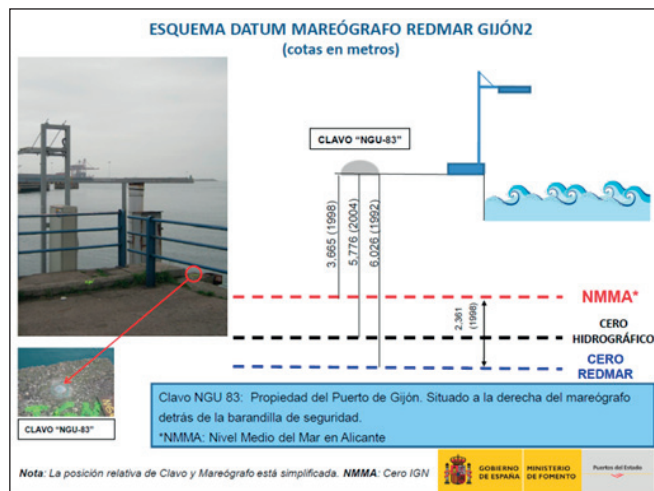 ESQUEMA DATUM MAREÓGRAFO REDMAR GIJÓN2
(cotas en metros)
CLAVO "NGU-83"
3,665 (1998)
5,776 (2004)
6,026 (1992)
2,361
(1998)
NMMA*
CERO
HIDROGRÁFICO
CERO
REDMAR
CLAVO "NGU-83"
Clavo NGU 83: Propiedad del Puerto de Gijón. Situado a la derecha del mareógrafo
detrás de la barandilla de seguridad.
*NMMA: Nivel Medio del Mar en Alicante
Nota: La posición relativa de Clavo y Mareógrafo está simplificada. NMMA: Cero IGN
GOBIERNO
DE ESPAÑA
MINISTERIO
DE FOMENTO
Puertos del Estado